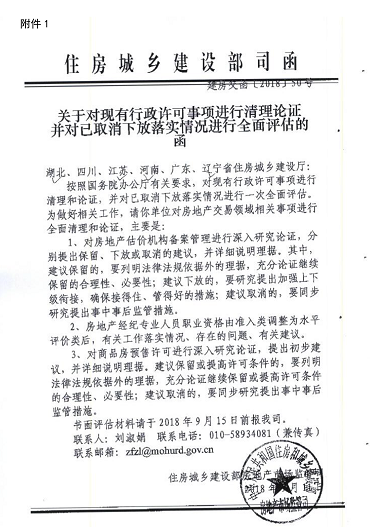 附件 1
住房城乡建设部司函
建房交函〔2018〕50号
关于对现有行政许可事项进行清理论证
并对已取消下放落实情况进行全面评估的
函
湖北、四川、江苏、河南、广东、辽宁省住房城乡建设厅：
按照国务院办公厅有关要求，对现有行政许可事项进行
清理和论证，并对已取消下放落实情况进行一次全面评估。
为做好相关工作，请你单位对房地产交易领域相关事项进行
全面清理和论证，主要是：
1、对房地产估价机构备案管理进行深入研究论证，分
别提出保留、下放或取消的建议，并详细说明理据。其中，
建议保留的，要列明法律法规依据外的理据，充分论证继续
保留的合理性、必要性；建议下放的，要研究提出加强上下
级衔接，确保接得住、管得好的措施；建议取消的，要同步
研究提出事中事后监管措施。
2、房地产经纪专业人员职业资格由准入类调整为水平
评价类后，有关工作落实情况、存在的问题、有关建议。
3、对商品房预售许可进行深入研究论证，提出初步建
议，并详细说明理据。建议保留或提高许可条件的，要列明
法律法规依据外的理据，充分论证继续保留或提高许可条件
的合理性、必要性；建议取消的，要同步研究提出事中事后
监管措施。
书面评估材料请于 2018 年 9 月 15 日前报我司。
联系人：刘淑娟 联系电话：010-58934081（兼传真）
联系邮箱：zfzl@mohurd.gov.cn
住房城乡建设部房地产市场监管司